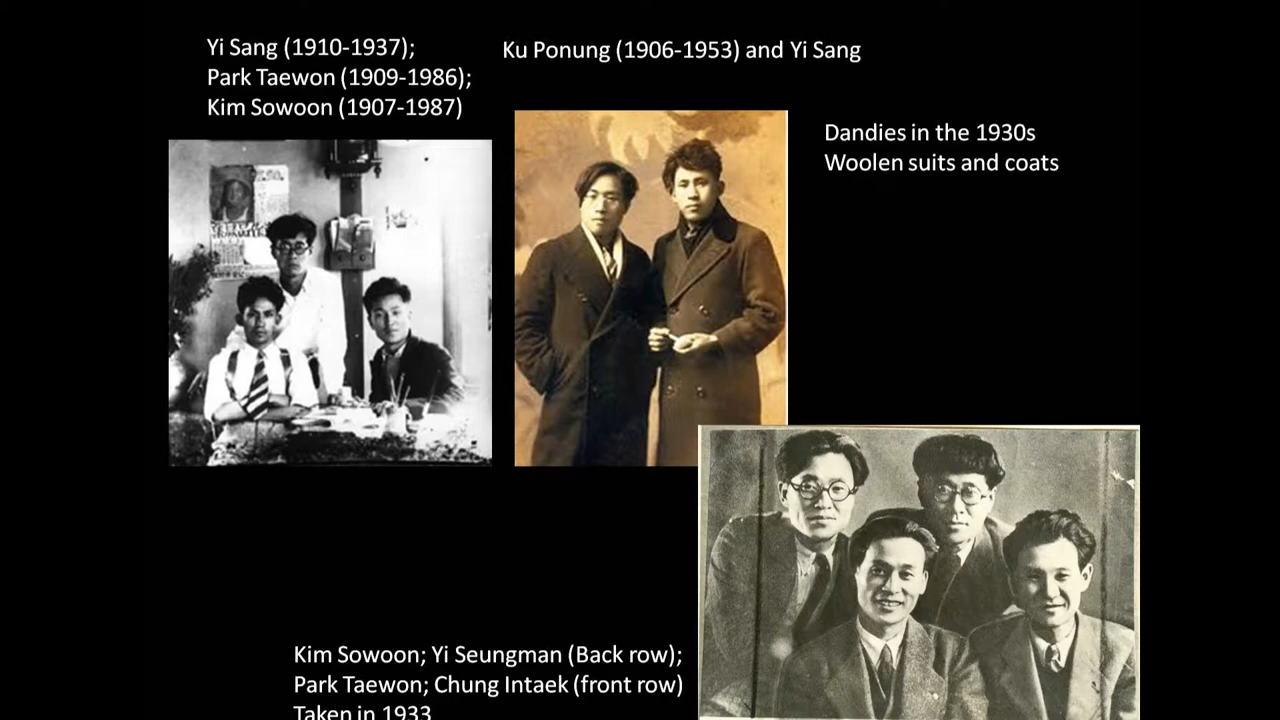 Yi Sang (1910-1937);
Park Taewon (1909-1986);
Kim Sowoon (1907-1987)
Ku Ponung (1906-1953) and Yi Sang
Dandies in the 1930s
Woolen suits and coats
Kim Sowoon; Yi Seungman (Back row);
Park Taewon; Chung Intaek (front row)
Taken in 1933